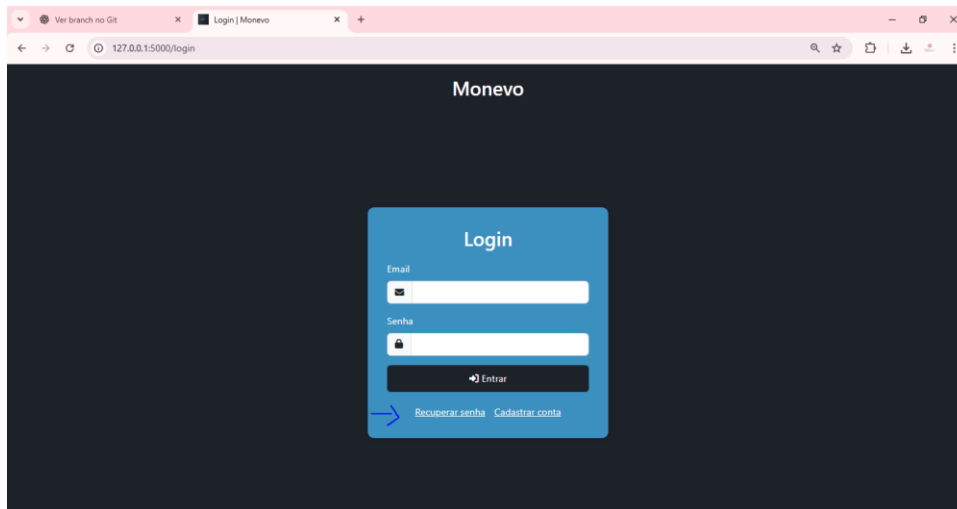 Ver branch no Git
Login | Monevo
127.0.0.1:5000/login
Monevo
Login
Email
Senha
Entrar
Recuperar senha Cadastrar conta